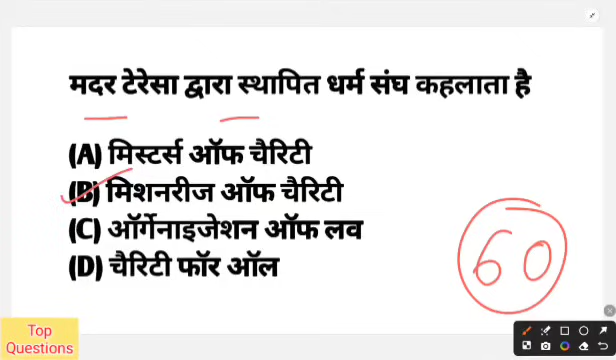 मदर टेरेसा द्वारा स्थापित धर्म संघ कहलाता है
(A) मिस्टर्स ऑफ चैरिटी
(B) मिशनरीज ऑफ चैरिटी
(C) ऑर्गेनाइजेशन ऑफ लव
(D) चैरिटी फॉर ऑल
60
Top
Questions